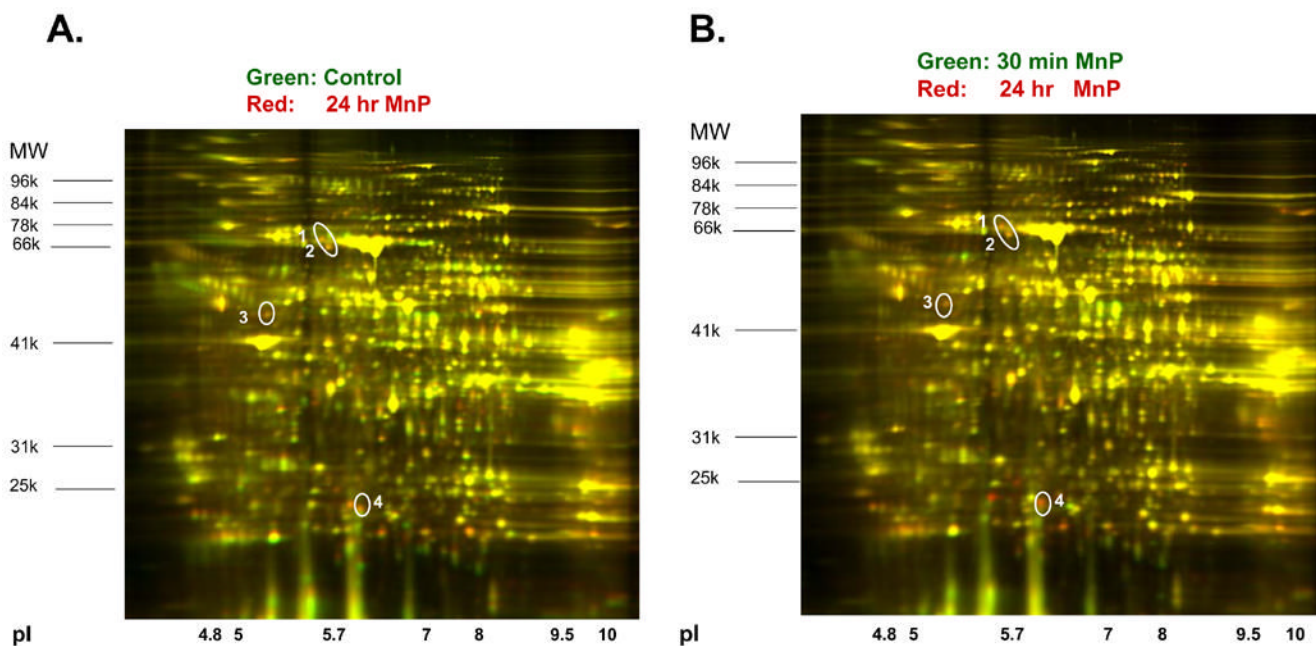 A.
Green: Control
Red: 24 hr MnP
MW
96k
84k
78k
66k
41k
31k
25k
1
2
3
4
pI 4.8 5 5.7 7 8 9.5 10
B.
Green: 30 min MnP
Red: 24 hr MnP
MW
96k
84k
78k
66k
41k
31k
25k
1
2
3
4
pI 4.8 5 5.7 7 8 9.5 10